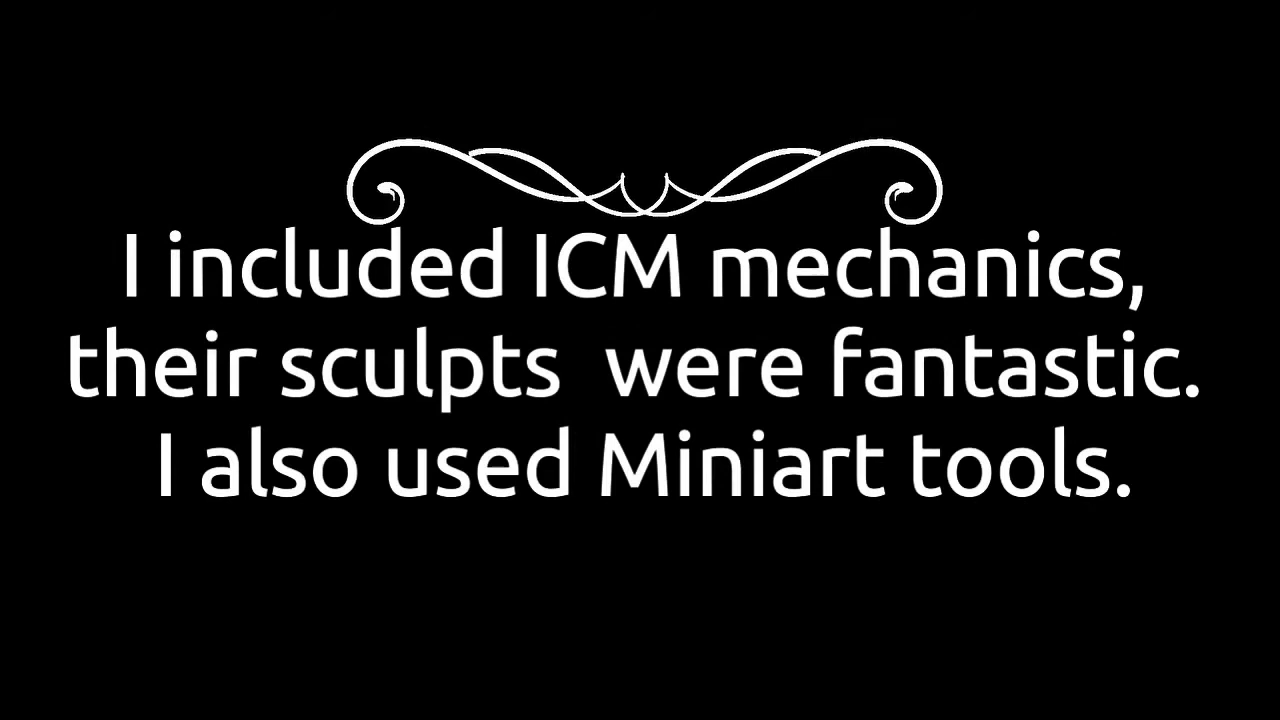 I included ICM mechanics,
their sculpts  were fantastic.
I also used Miniart tools.